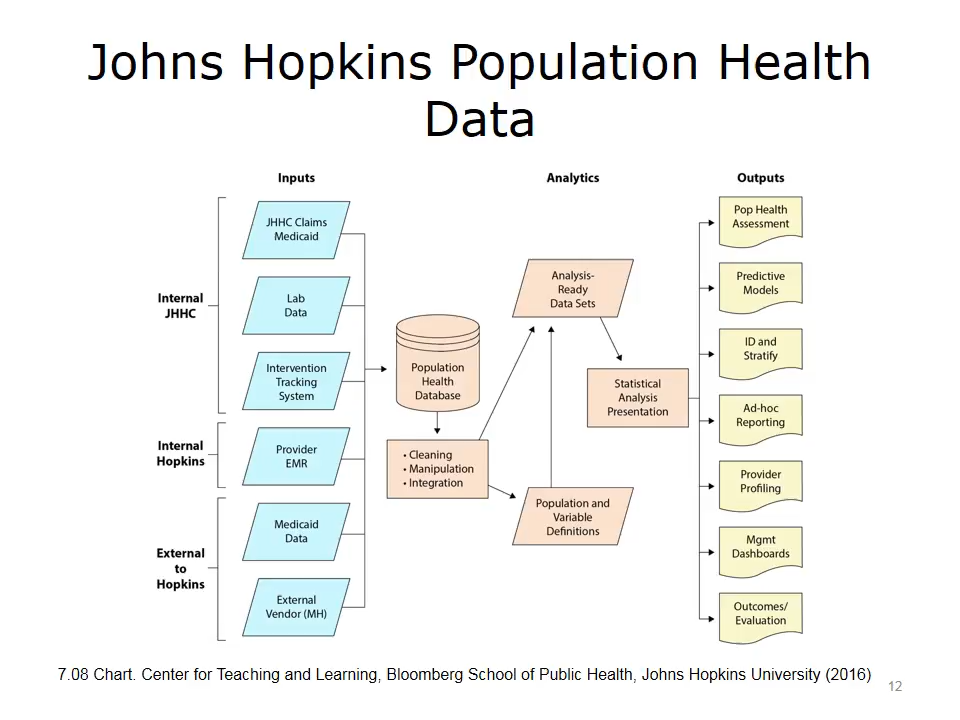 Johns Hopkins Population Health
Data
Inputs
Analytics
Outputs
Internal
JHHC
JHHC Claims
Medicaid
Lab
Data
Intervention
Tracking
System
Internal
Hopkins
Provider
EMR
External
to
Hopkins
Medicaid
Data
External
Vendor (MH)
Population
Health
Database
• Cleaning
• Manipulation
• Integration
Analysis-
Ready
Data Sets
Population and
Variable
Definitions
Statistical
Analysis
Presentation
Pop Health
Assessment
Predictive
Models
ID and
Stratify
Ad-hoc
Reporting
Provider
Profiling
Mgmt
Dashboards
Outcomes/
Evaluation
7.08 Chart. Center for Teaching and Learning, Bloomberg School of Public Health, Johns Hopkins University (2016)
12